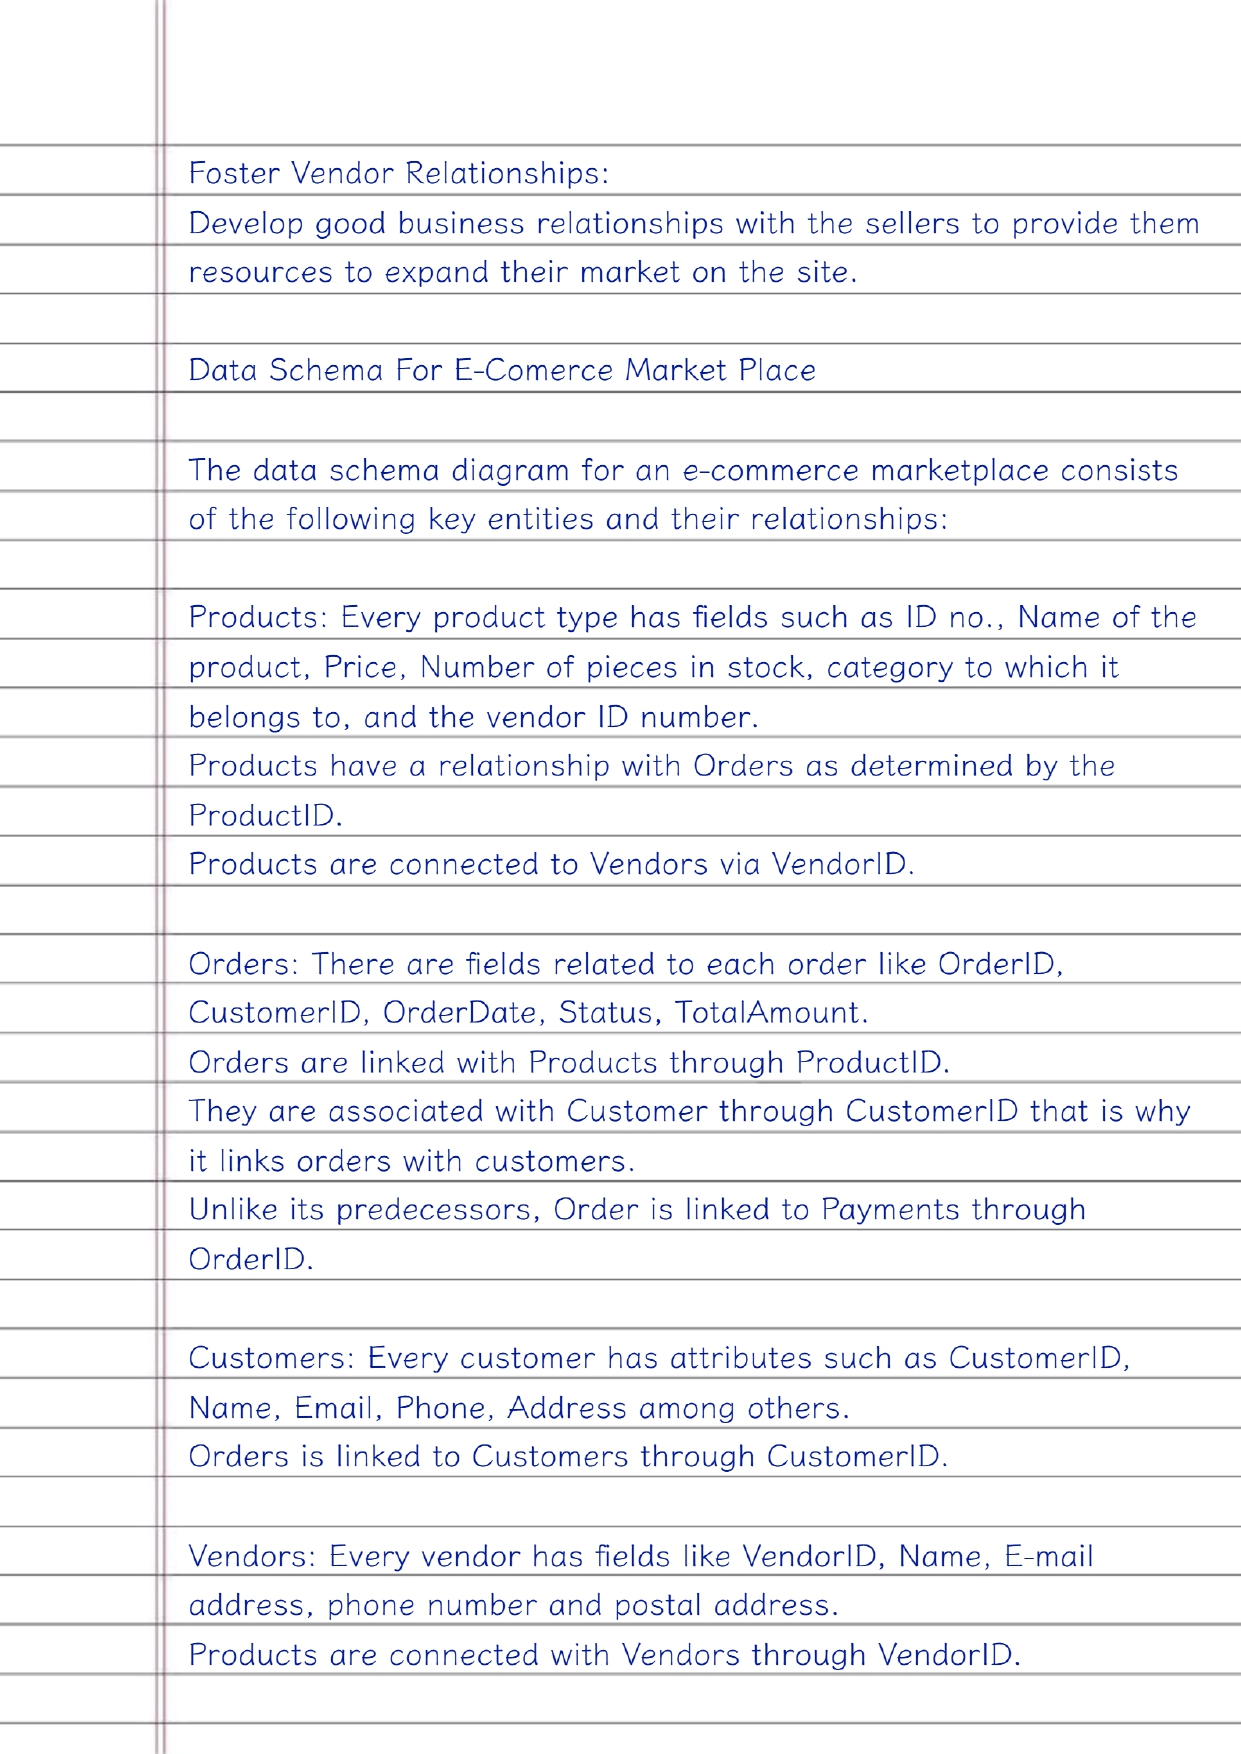 Foster Vendor Relationships:
Develop good business relationships with the sellers to provide them
resources to expand their market on the site.
Data Schema For E-Comerce Market Place
The data schema diagram for an e-commerce marketplace consists
of the following key entities and their relationships:
Products: Every product type has fields such as ID no., Name of the
product, Price, Number of pieces in stock, category to which it
belongs to, and the vendor ID number.
Products have a relationship with Orders as determined by the
ProductID.
Products are connected to Vendors via VendorID.
Orders: There are fields related to each order like OrderID,
CustomerID, OrderDate, Status, TotalAmount.
Orders are linked with Products through ProductID.
They are associated with Customer through CustomerID that is why
it links orders with customers.
Unlike its predecessors, Order is linked to Payments through
OrderID.
Customers: Every customer has attributes such as CustomerID,
Name, Email, Phone, Address among others.
Orders is linked to Customers through CustomerID.
Vendors: Every vendor has fields like VendorID, Name, E-mail
address, phone number and postal address.
Products are connected with Vendors through VendorID.